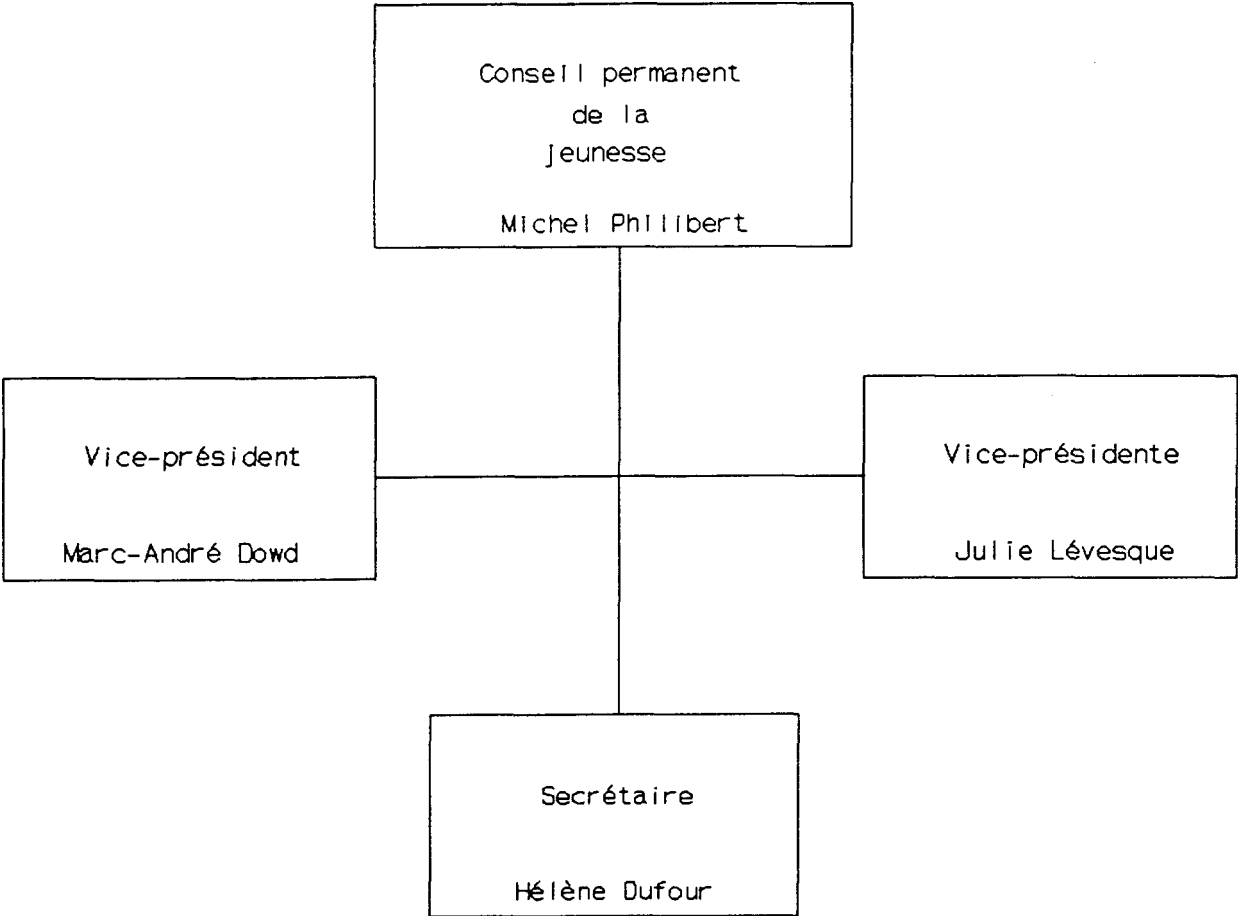 Conseil permanent
de la
jeunesse
Michel Philibert
Vice-président
Marc-André Dowd
Vice-présidente
Julie Lévesque
Secrétaire
Hélène Dufour